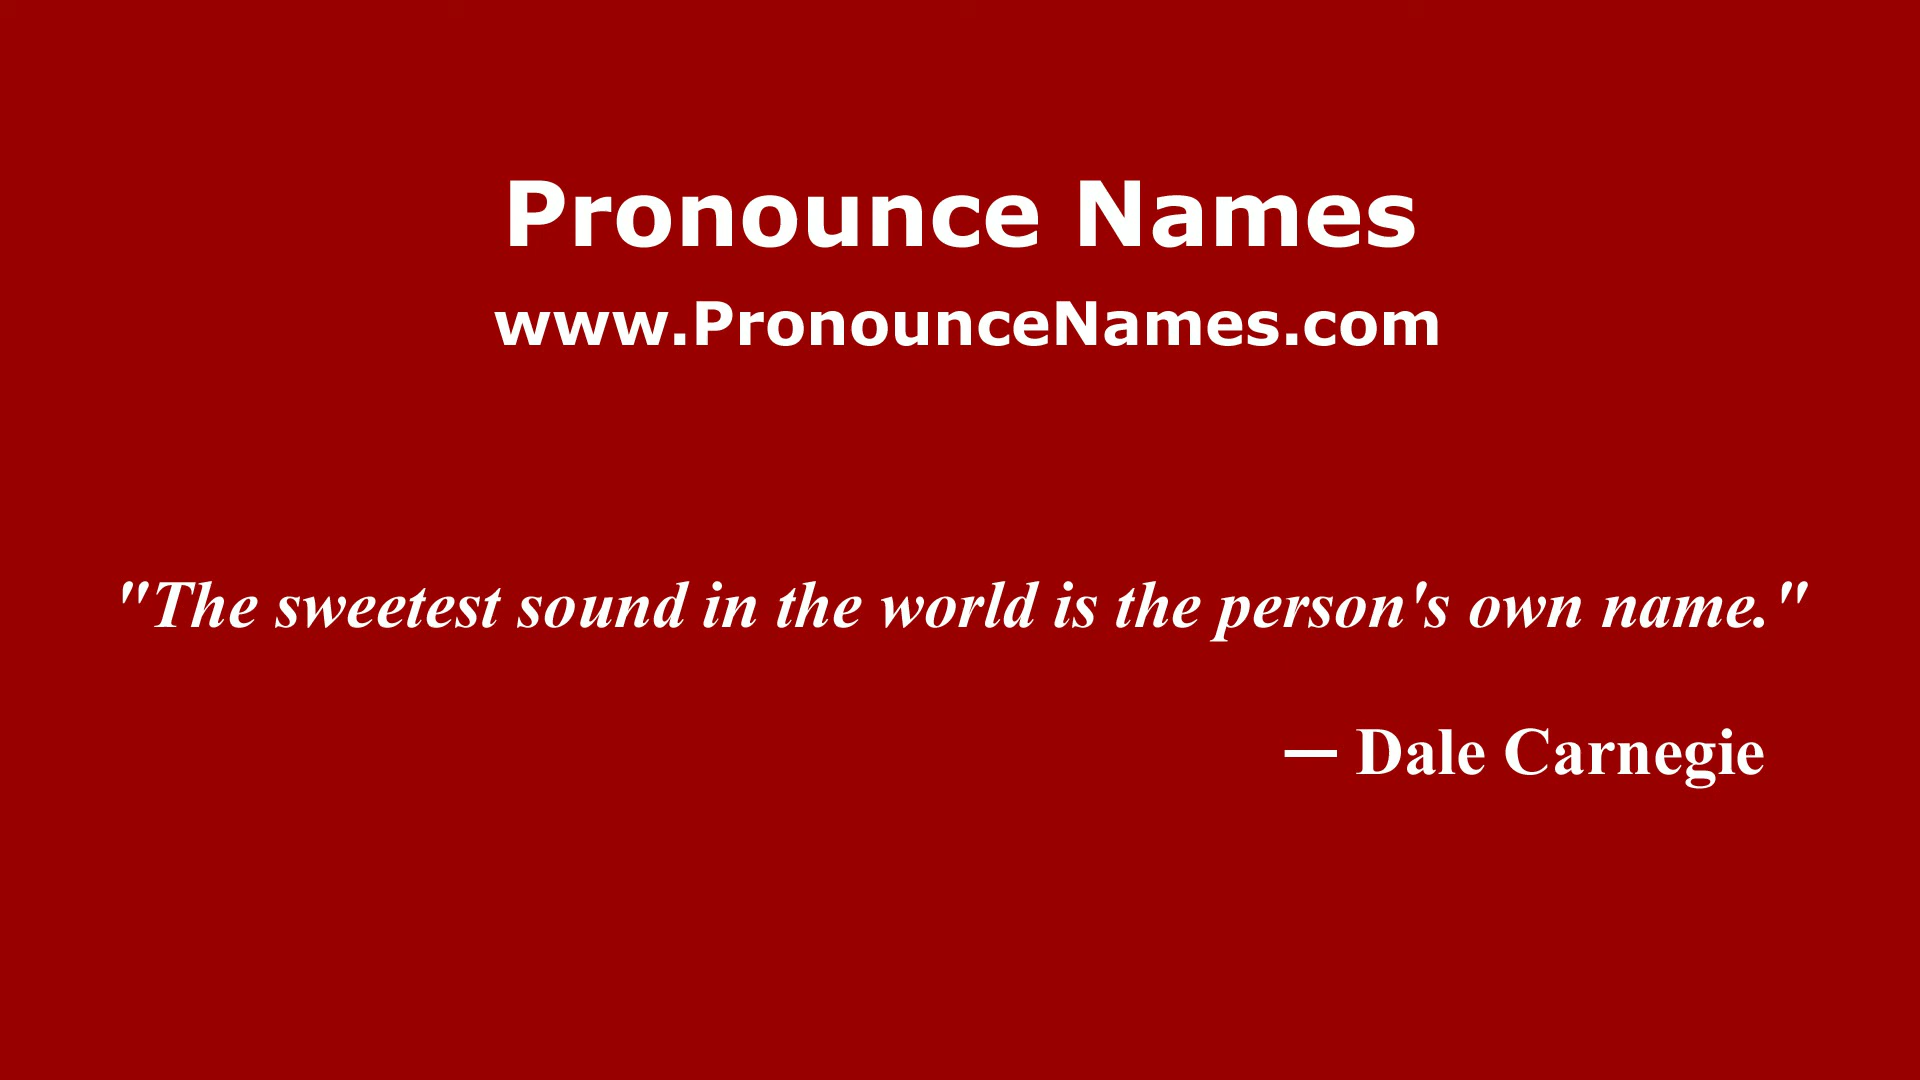 Pronounce Names
www.PronounceNames.com
"The sweetest sound in the world is the person's own name."
— Dale Carnegie